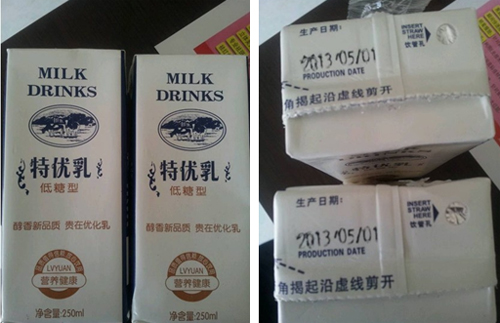 MILK
DRINKS
特优乳
低糖型
醇香新品质 贵在优化乳
LVYUAN
营养健康
净含量:250ml
MILK
DRINKS
特优乳
低糖型
醇香新品质 贵在优化乳
LVYUAN
营养健康
净含量:250ml
生产日期:
2013/05/01
PRODUCTION DATE
INSERT
STRAW
HERE
饮管孔
角揭起沿虚线剪开
生产日期:
2013/05/01
PRODUCTION DATE
INSERT
STRAW
HERE
饮管孔
角揭起沿虚线剪开